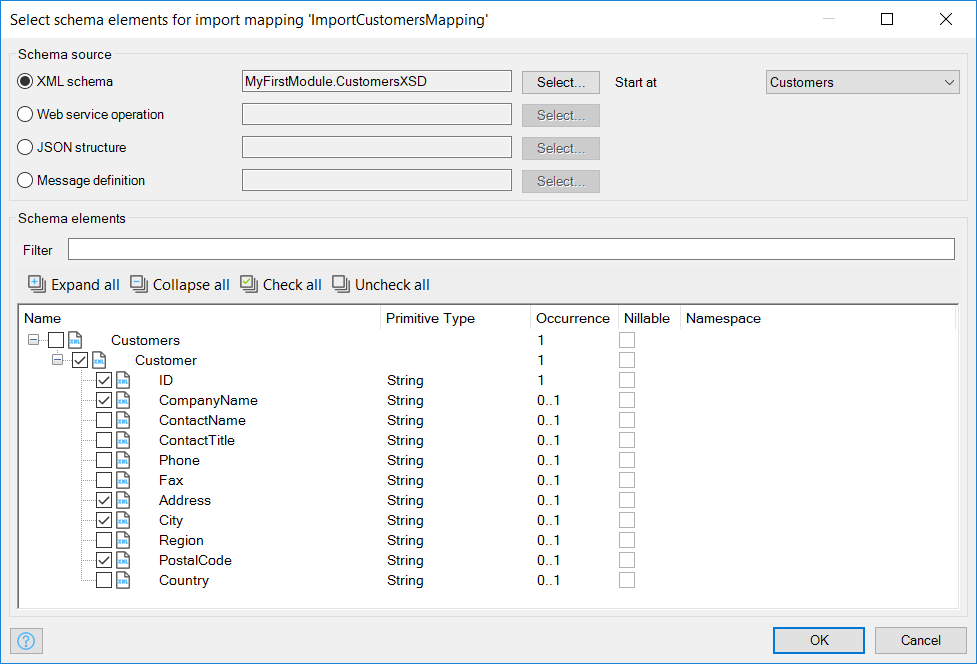 Select schema elements for import mapping 'ImportCustomersMapping'
Schema source
XML schema MyFirstModule.CustomersXSD Select... Start at Customers
Web service operation Select...
JSON structure Select...
Message definition Select...
Schema elements
Filter
Expand all Collapse all Check all Uncheck all
Name Primitive Type Occurrence Nillable Namespace
Customers 1
Customer 1
ID String 1
CompanyName String 0..1
ContactName String 0..1
ContactTitle String 0..1
Phone String 0..1
Fax String 0..1
Address String 0..1
City String 0..1
Region String 0..1
PostalCode String 0..1
Country String 0..1
? OK Cancel